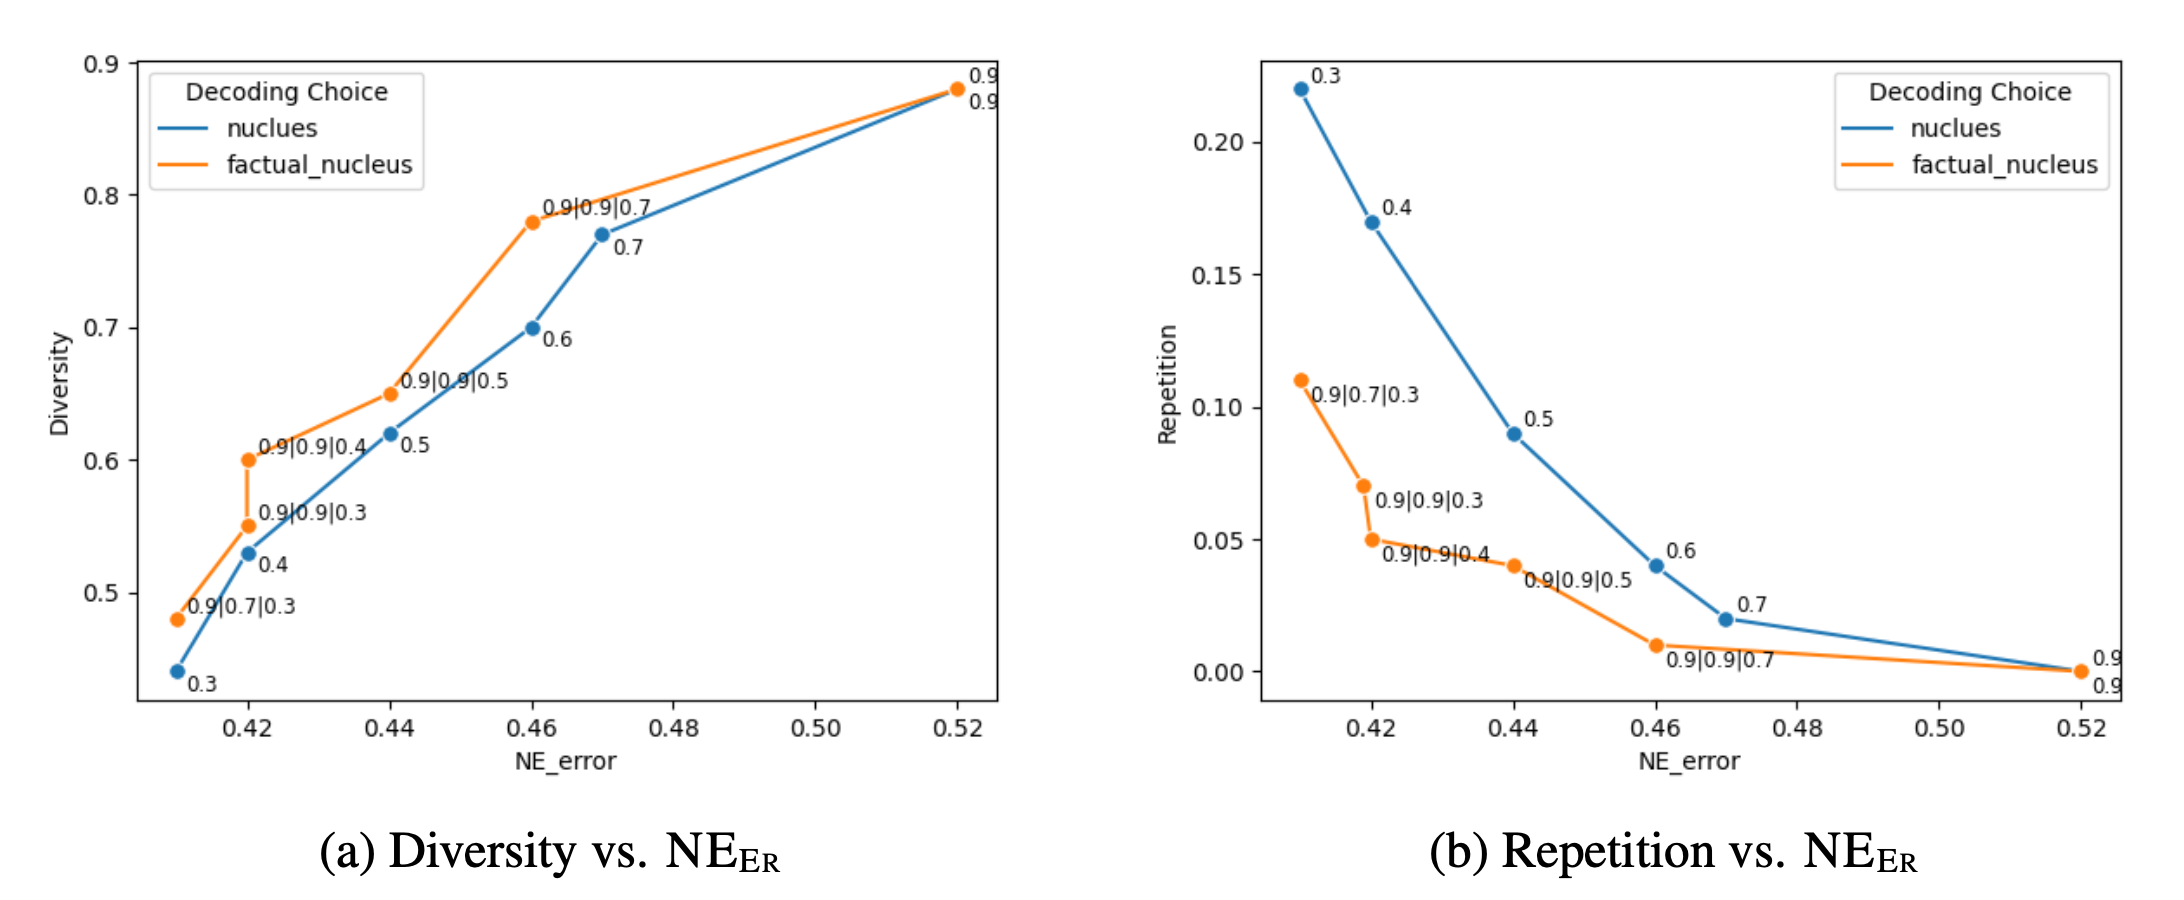 Decoding Choice
nuclues
factual_nucleus
0.9
0.8
0.7
0.6
0.5
Diversity
0.9
0.9
0.9|0.9|0.7
0.7
0.6
0.9|0.9|0.5
0.5
0.9|0.9|0.4
0.9|0.9|0.3
0.4
0.9|0.7|0.3
0.3
0.42 0.44 0.46 0.48 0.50 0.52
NE_error
(a) Diversity vs. NE_ER
Decoding Choice
nuclues
factual_nucleus
0.20
0.15
0.10
0.05
0.00
Repetition
0.3
0.4
0.9|0.7|0.3
0.5
0.9|0.9|0.3
0.9|0.9|0.4
0.6
0.9|0.9|0.5
0.7
0.9|0.9|0.7
0.9
0.9
0.42 0.44 0.46 0.48 0.50 0.52
NE_error
(b) Repetition vs. NE_ER